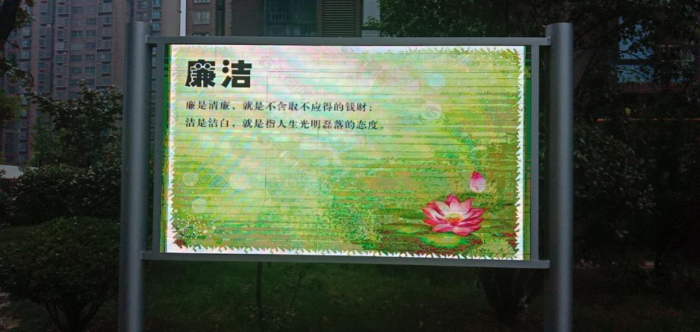 廉洁
廉是清廉，就是不贪取不应得的钱财；
洁是洁白，就是指人生光明磊落的态度。